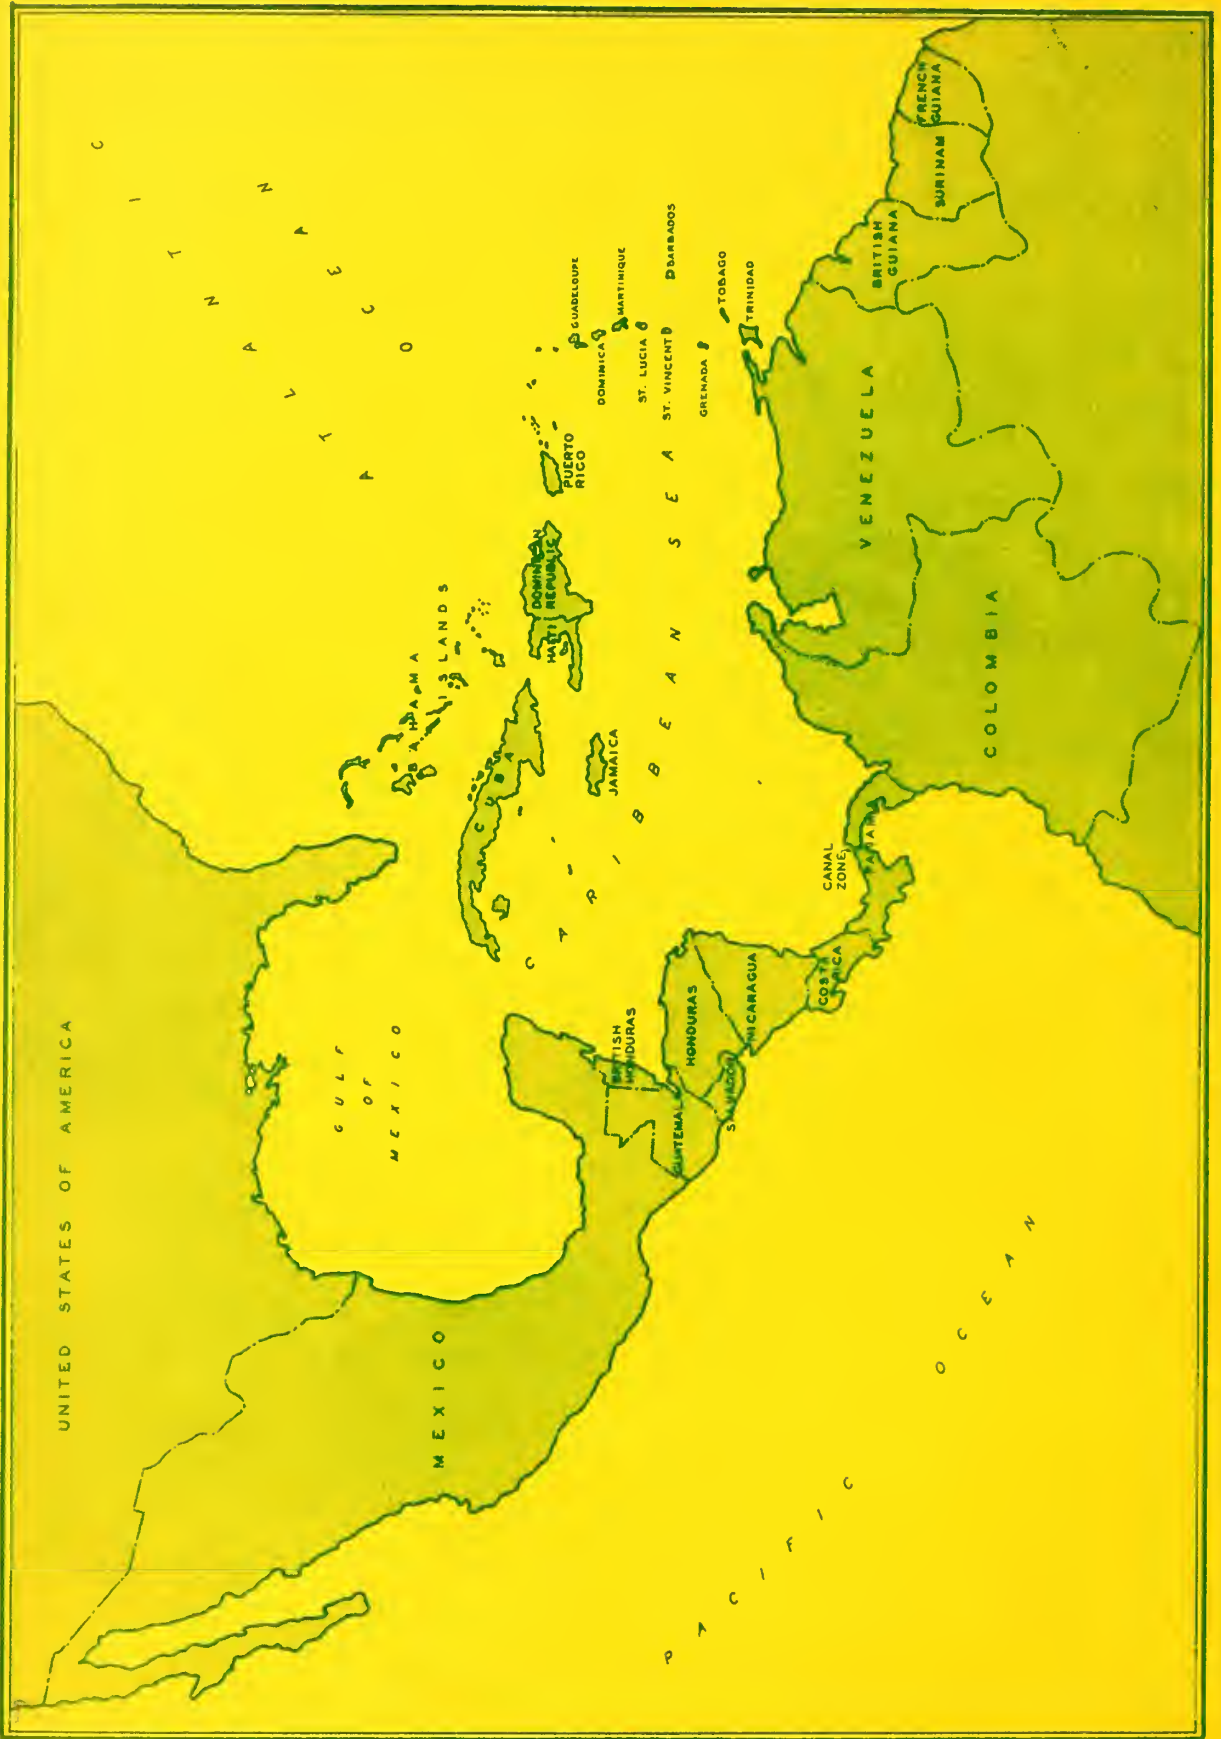 UNITED STATES OF AMERICA
ATLANTIC
OCEAN
GULF
OF
MEXICO
BAHAMA
ISLANDS
MEXICO
CUBA
HAITI
DOMINICAN
REPUBLIC
PUERTO
RICO
JAMAICA
GUADELOUPE
DOMINICA
MARTINIQUE
ST. LUCIA
BARBADOS
ST. VINCENT
GRENADA
TOBAGO
TRINIDAD
CARIBBEAN SEA
BRITISH
HONDURAS
GUATEMALA
HONDURAS
SALVADOR
NICARAGUA
COSTA
RICA
CANAL
ZONE
PANAMA
VENEZUELA
COLOMBIA
BRITISH
GUIANA
SURINAM
FRENCH
GUIANA
PACIFIC OCEAN